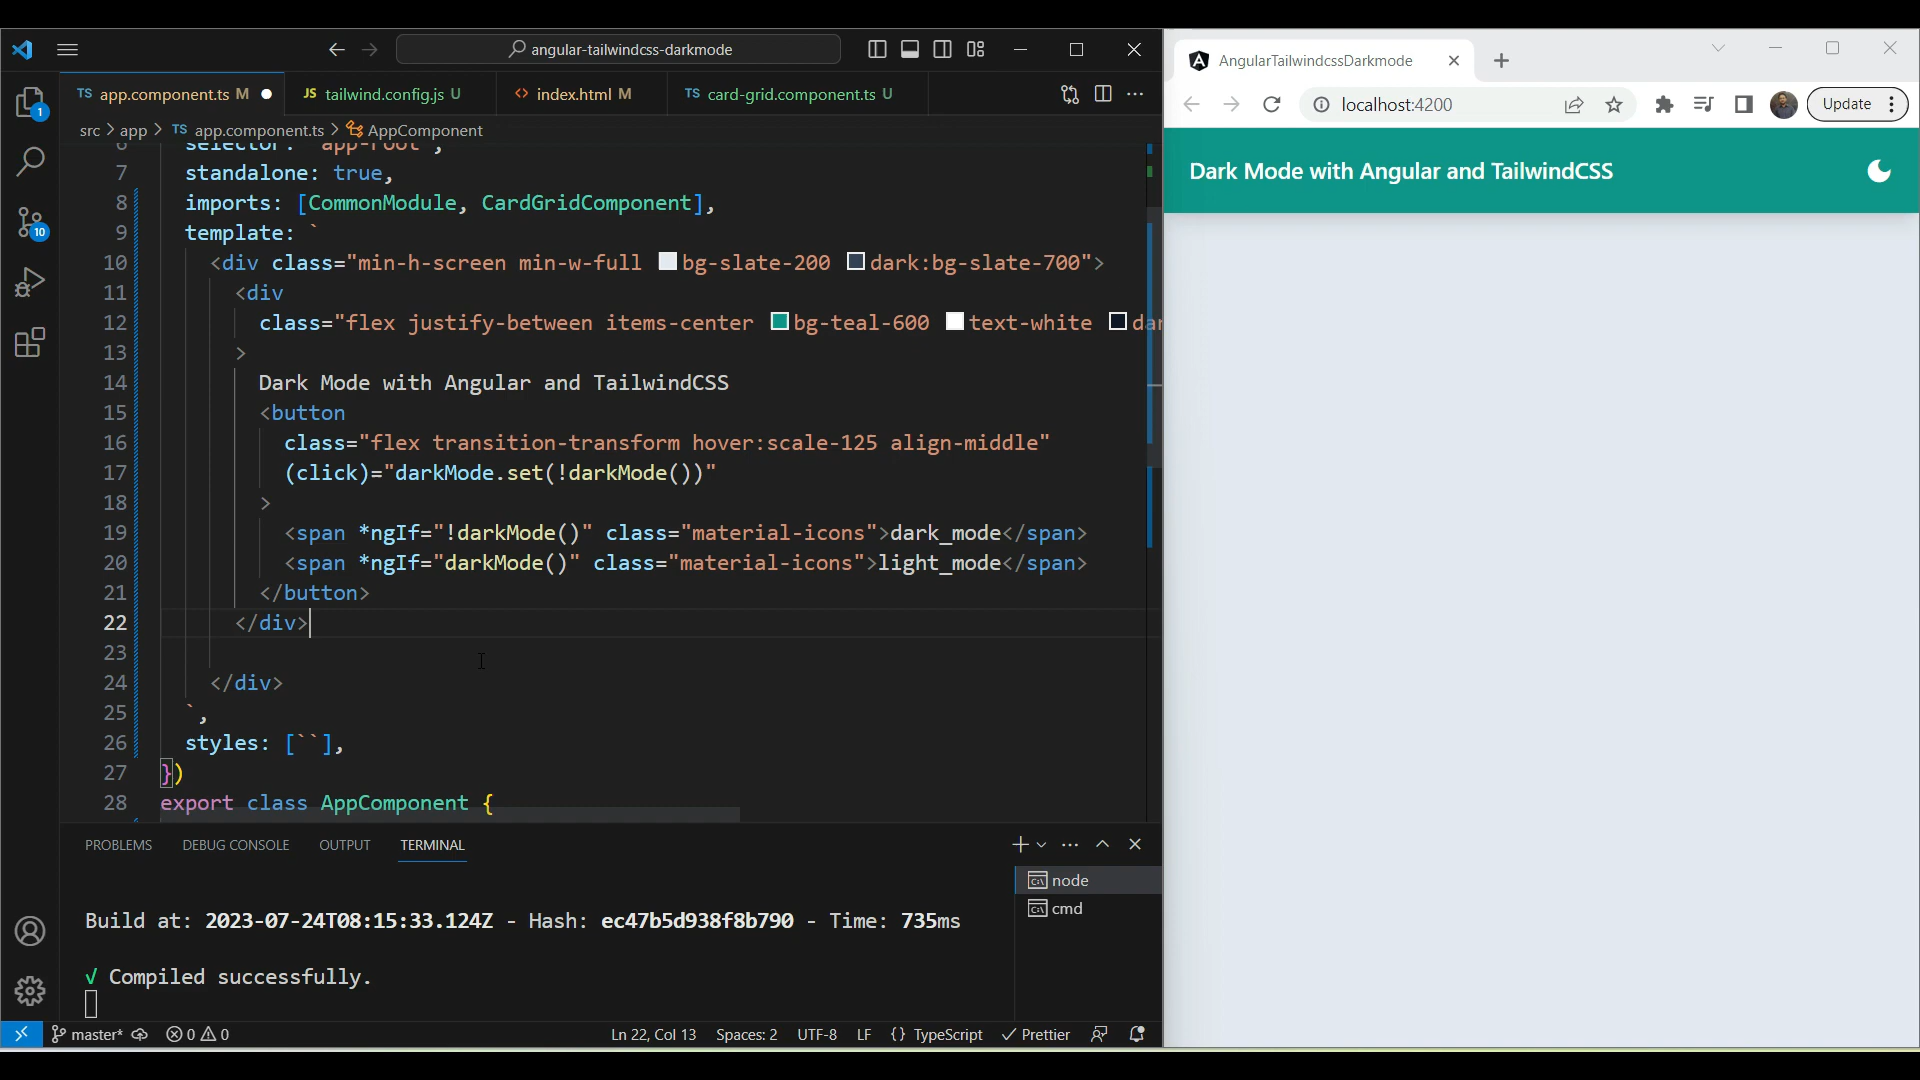 angular-tailwindcss-darkmode
TS app.component.ts M
JS tailwind.config.js U
<> index.html M
TS card-grid.component.ts U
src > app > TS app.component.ts > AppComponent
6 selector: 'app-root',
7 standalone: true,
8 imports: [CommonModule, CardGridComponent],
9 template: `
10 <div class="min-h-screen min-w-full bg-slate-200 dark:bg-slate-700">
11 <div
12 class="flex justify-between items-center bg-teal-600 text-white dar
13 >
14 Dark Mode with Angular and TailwindCSS
15 <button
16 class="flex transition-transform hover:scale-125 align-middle"
17 (click)="darkMode.set(!darkMode())"
18 >
19 <span *ngIf="!darkMode()" class="material-icons">dark_mode</span>
20 <span *ngIf="darkMode()" class="material-icons">light_mode</span>
21 </button>
22 </div>
23
24 </div>
25 `,
26 styles: [``],
27 })
28 export class AppComponent {
PROBLEMS DEBUG CONSOLE OUTPUT TERMINAL
Build at: 2023-07-24T08:15:33.124Z - Hash: ec47b5d938f8b790 - Time: 735ms
√ Compiled successfully.
node
cmd
1
10
master* 0 0
Ln 22, Col 13 Spaces: 2 UTF-8 LF {} TypeScript Prettier
AngularTailwindcssDarkmode
localhost:4200
Update
Dark Mode with Angular and TailwindCSS